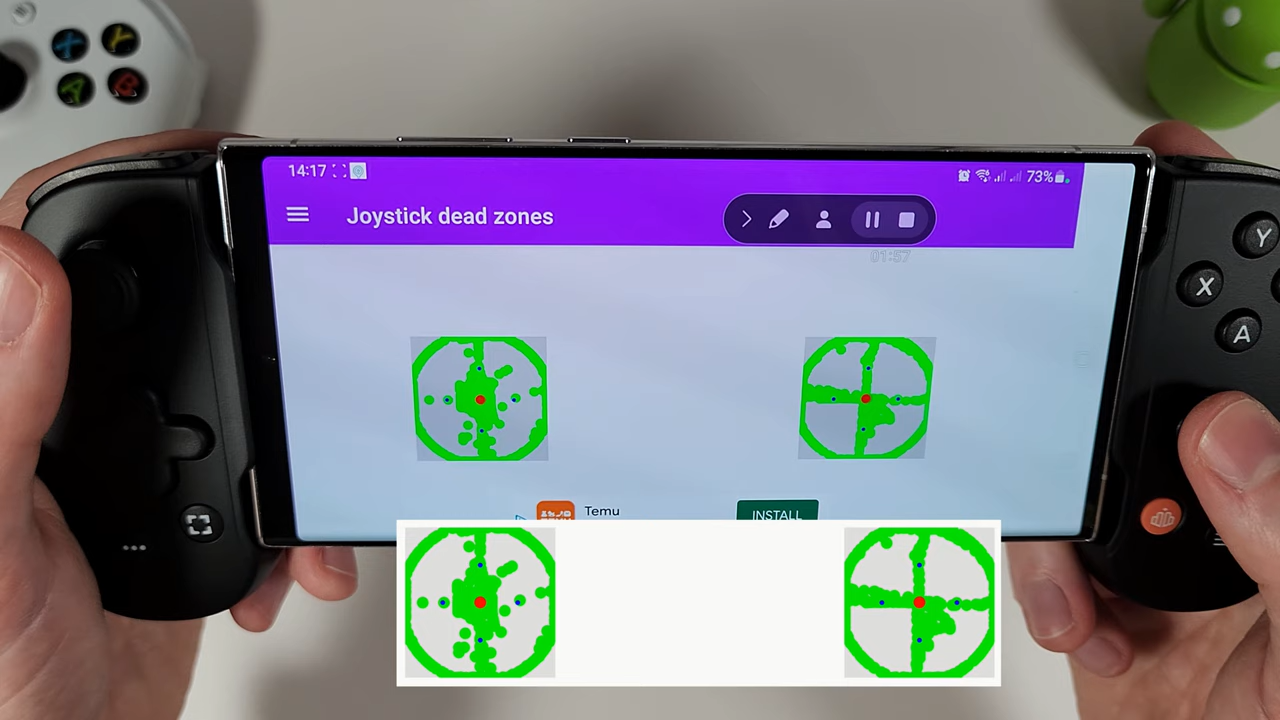 X
Y
A
B
14:17
73%
Joystick dead zones
01:57
Y
X
A
Temu
INSTALL